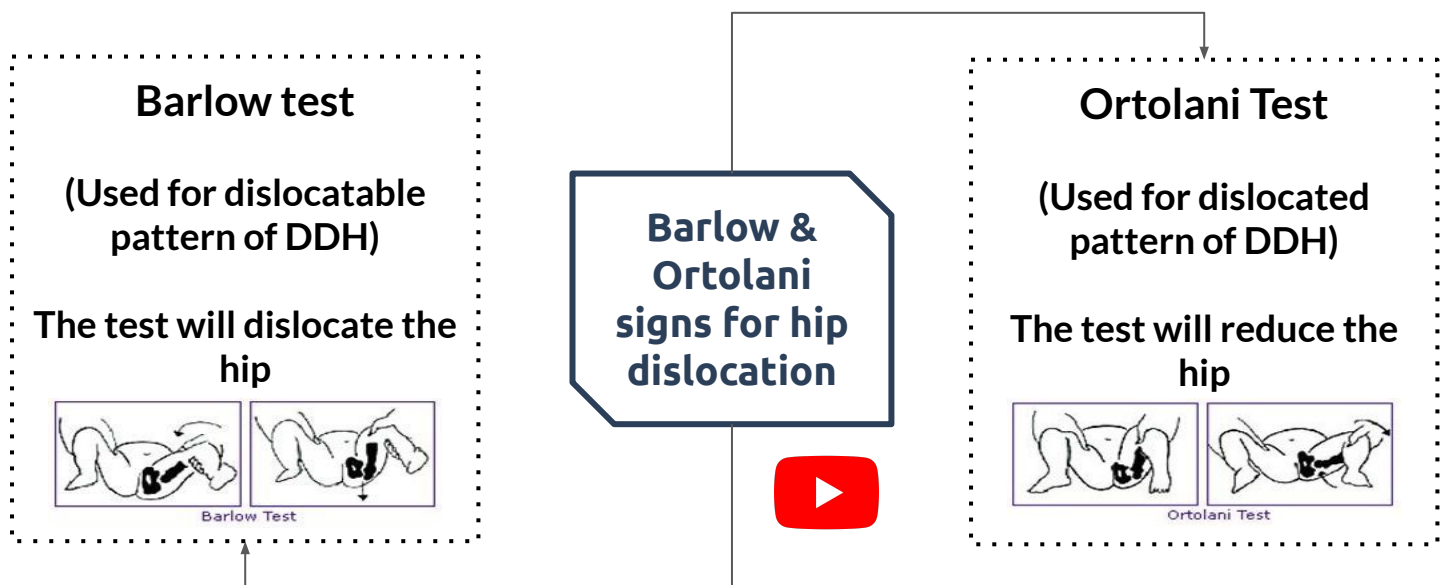 Barlow test
(Used for dislocatable
pattern of DDH)
The test will dislocate the
hip
Barlow Test
Barlow &
Ortolani
signs for hip
dislocation
Ortolani Test
(Used for dislocated
pattern of DDH)
The test will reduce the
hip
Ortolani Test